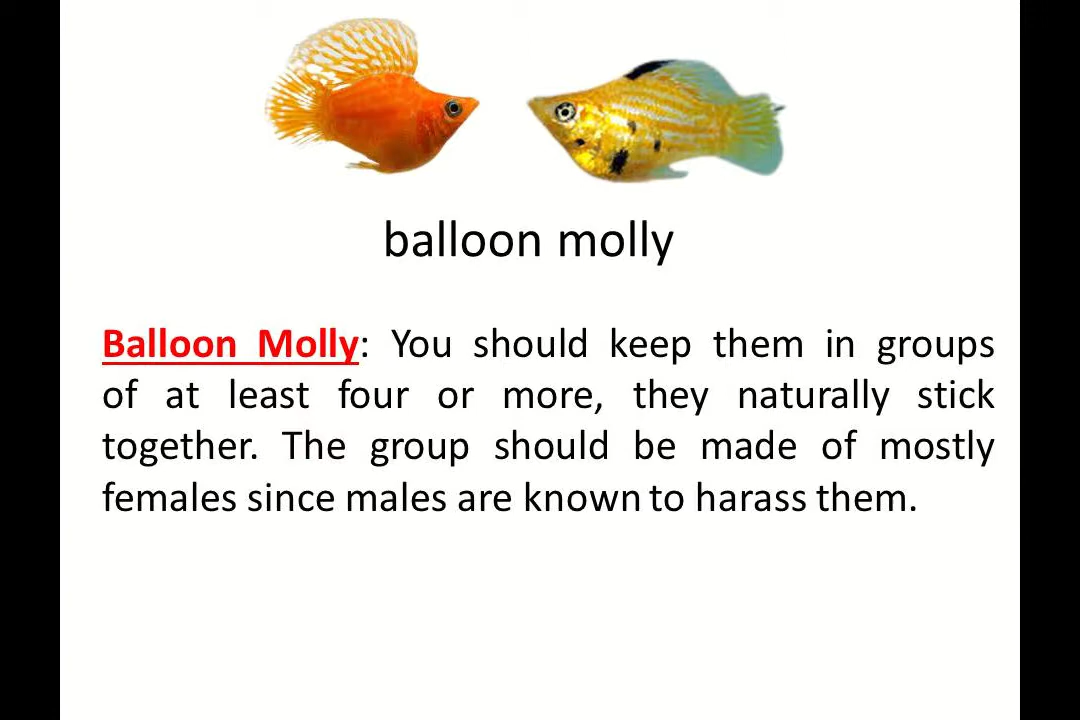 balloon molly
Balloon Molly: You should keep them in groups
of at least four or more, they naturally stick
together. The group should be made of mostly
females since males are known to harass them.